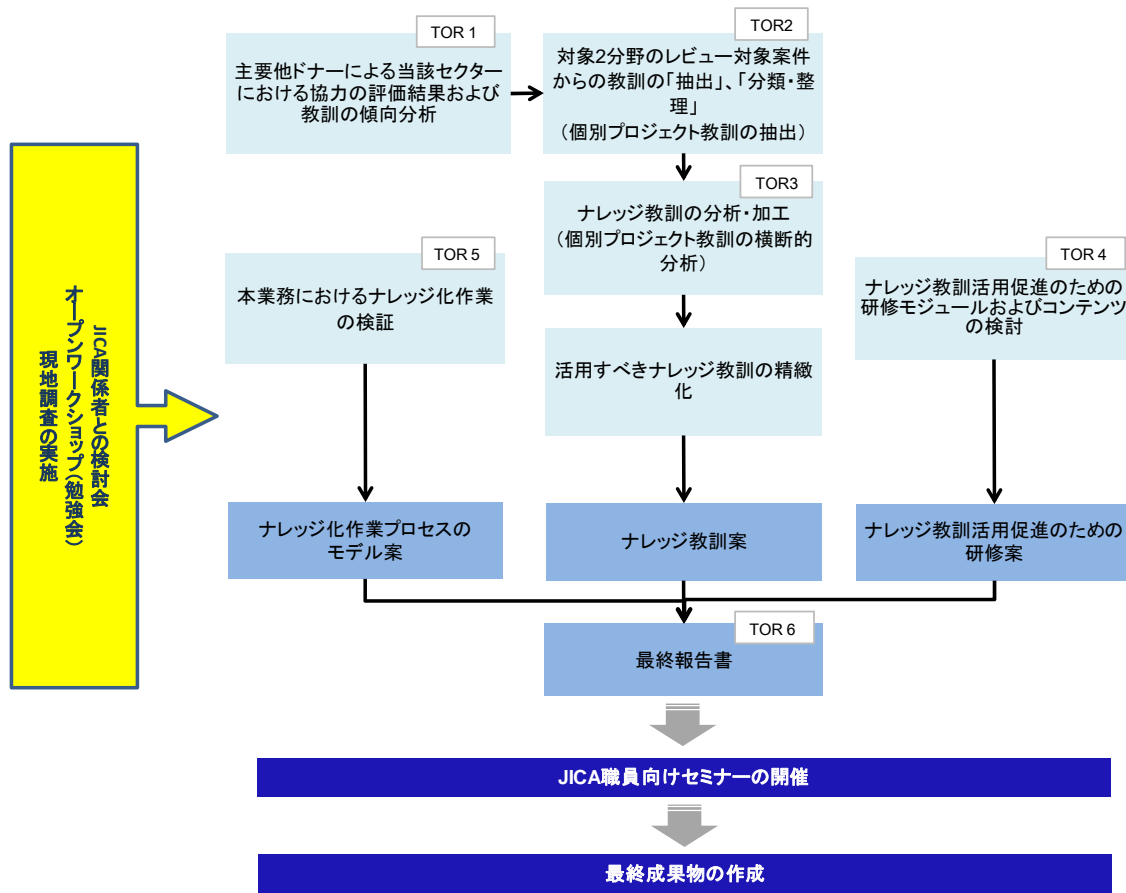 TOR 1
主要他ドナーによる当該セクター
における協力の評価結果および
教訓の傾向分析
TOR2
対象2分野のレビュー対象案件
からの教訓の「抽出」、「分類・整
理」
（個別プロジェクト教訓の抽出）
TOR3
ナレッジ教訓の分析・加工
（個別プロジェクト教訓の横断的
分析）
TOR 5
本業務におけるナレッジ化作業
の検証
TOR 4
ナレッジ教訓活用促進のための
研修モジュールおよびコンテンツ
の検討
活用すべきナレッジ教訓の精緻
化
JICA関係者との検討会
オープンワークショップ（勉強会）
現地調査の実施
ナレッジ化作業プロセスの
モデル案
ナレッジ教訓案
ナレッジ教訓活用促進のための
研修案
TOR 6
最終報告書
JICA職員向けセミナーの開催
最終成果物の作成